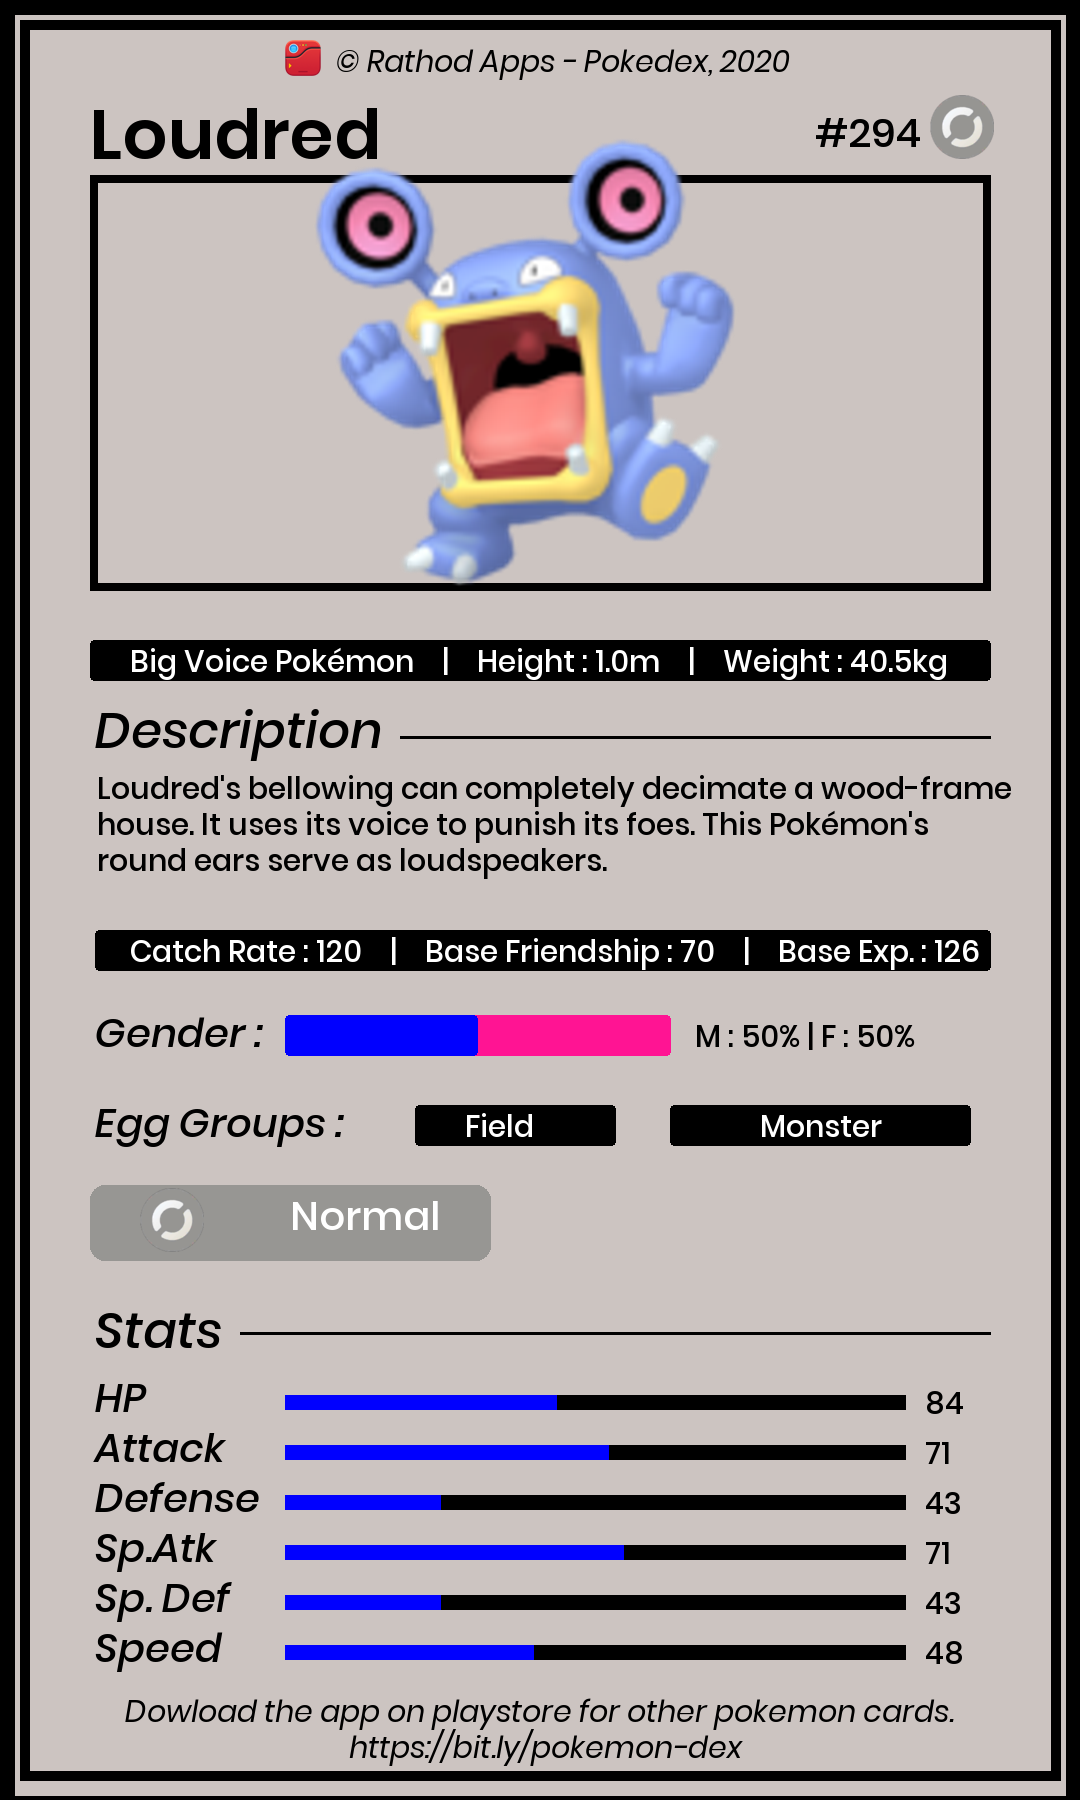 © Rathod Apps - Pokedex, 2020
Loudred
#294
Big Voice Pokémon | Height : 1.0m | Weight : 40.5kg
Description
Loudred's bellowing can completely decimate a wood-frame
house. It uses its voice to punish its foes. This Pokémon's
round ears serve as loudspeakers.
Catch Rate : 120 | Base Friendship : 70 | Base Exp. : 126
Gender : M : 50% | F : 50%
Egg Groups : Field Monster
Normal
Stats
HP 84
Attack 71
Defense 43
Sp.Atk 71
Sp. Def 43
Speed 48
Dowload the app on playstore for other pokemon cards.
https://bit.ly/pokemon-dex